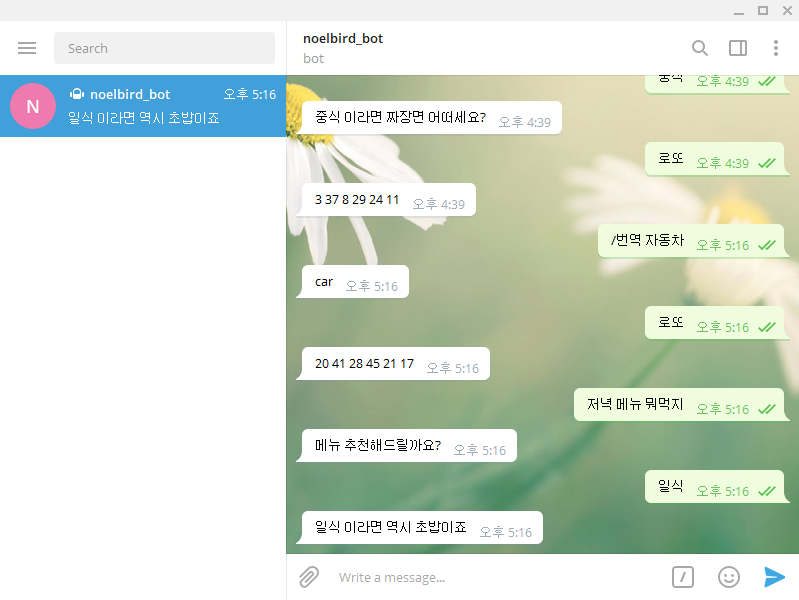 Search
N
noelbird_bot
오후 5:16
일식 이라면 역시 초밥이죠
noelbird_bot
bot
중식 오후 4:39
중식 이라면 짜장면 어떠세요? 오후 4:39
로또 오후 4:39
3 37 8 29 24 11 오후 4:39
/번역 자동차 오후 5:16
car 오후 5:16
로또 오후 5:16
20 41 28 45 21 17 오후 5:16
저녁 메뉴 뭐먹지 오후 5:16
메뉴 추천해드릴까요? 오후 5:16
일식 오후 5:16
일식 이라면 역시 초밥이죠 오후 5:16
Write a message...